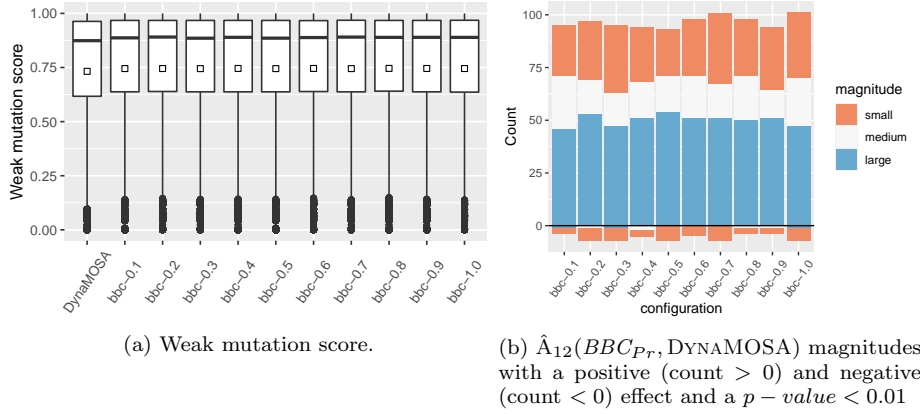 Weak mutation score
1.00
0.75
0.50
0.25
0.00
DynaMOSA
bbc−0.1
bbc−0.2
bbc−0.3
bbc−0.4
bbc−0.5
bbc−0.6
bbc−0.7
bbc−0.8
bbc−0.9
bbc−1.0
(a) Weak mutation score.
Count
100
50
0
bbc−0.1
bbc−0.2
bbc−0.3
bbc−0.4
bbc−0.5
bbc−0.6
bbc−0.7
bbc−0.8
bbc−0.9
bbc−1.0
configuration
magnitude
small
medium
large
(b) Â12(BBCPr, DYNAMOSA) magnitudes
with a positive (count > 0) and negative
(count < 0) effect and a p − value < 0.01